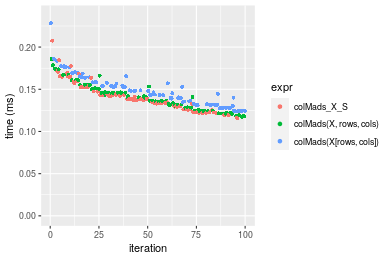 0.20
0.15
0.10
0.05
0.00
time (ms)
0
25
50
75
100
iteration
expr
colMads_X_S
colMads(X, rows, cols)
colMads(X[rows, cols])